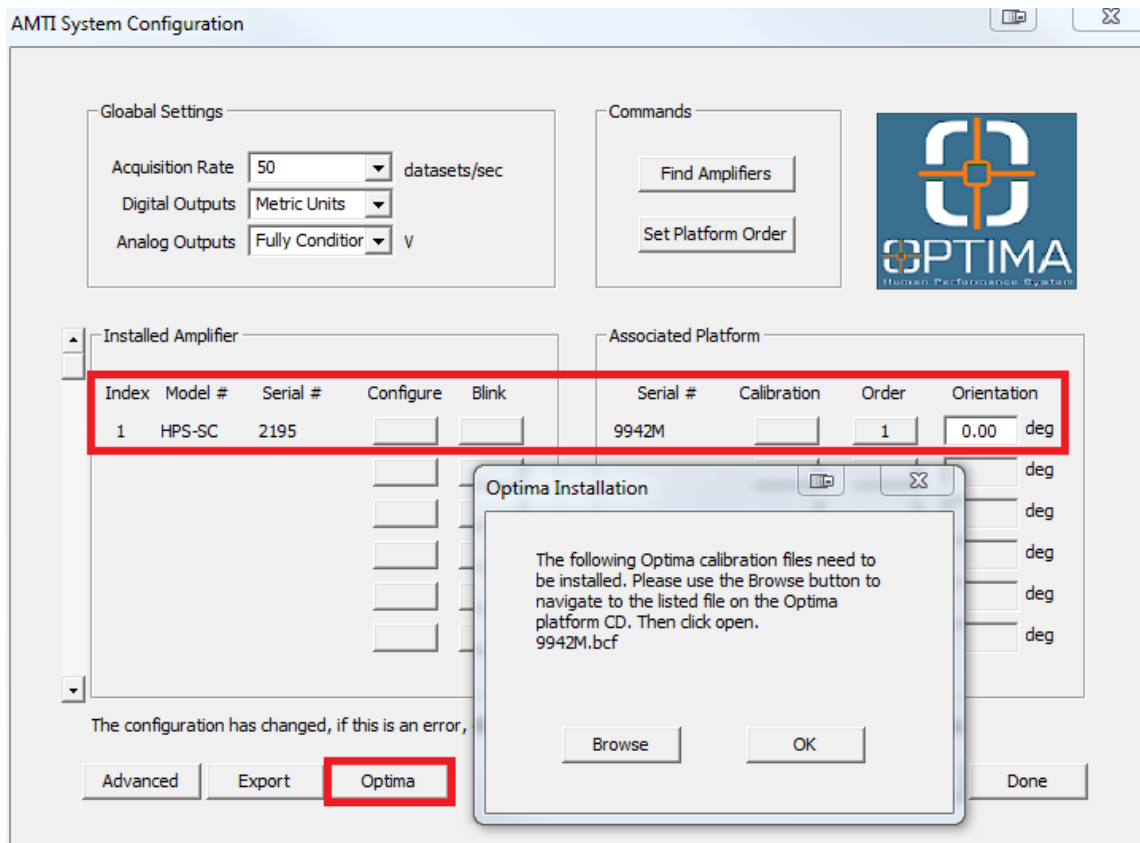 AMTI System Configuration
Gloabal Settings
Commands
Acquisition Rate 50 datasets/sec
Find Amplifiers
Digital Outputs Metric Units
Analog Outputs Fully Condition V
Set Platform Order
OPTIMA
Human Performance System
Installed Amplifier
Associated Platform
Index Model # Serial # Configure Blink Serial # Calibration Order Orientation
1 HPS-SC 2195 9942M 1 0.00 deg
deg
Optima Installation
deg
The following Optima calibration files need to
be installed. Please use the Browse button to
navigate to the listed file on the Optima
platform CD. Then click open.
9942M.bcf
deg
deg
deg
The configuration has changed, if this is an error,
Browse OK
Advanced Export Optima Done